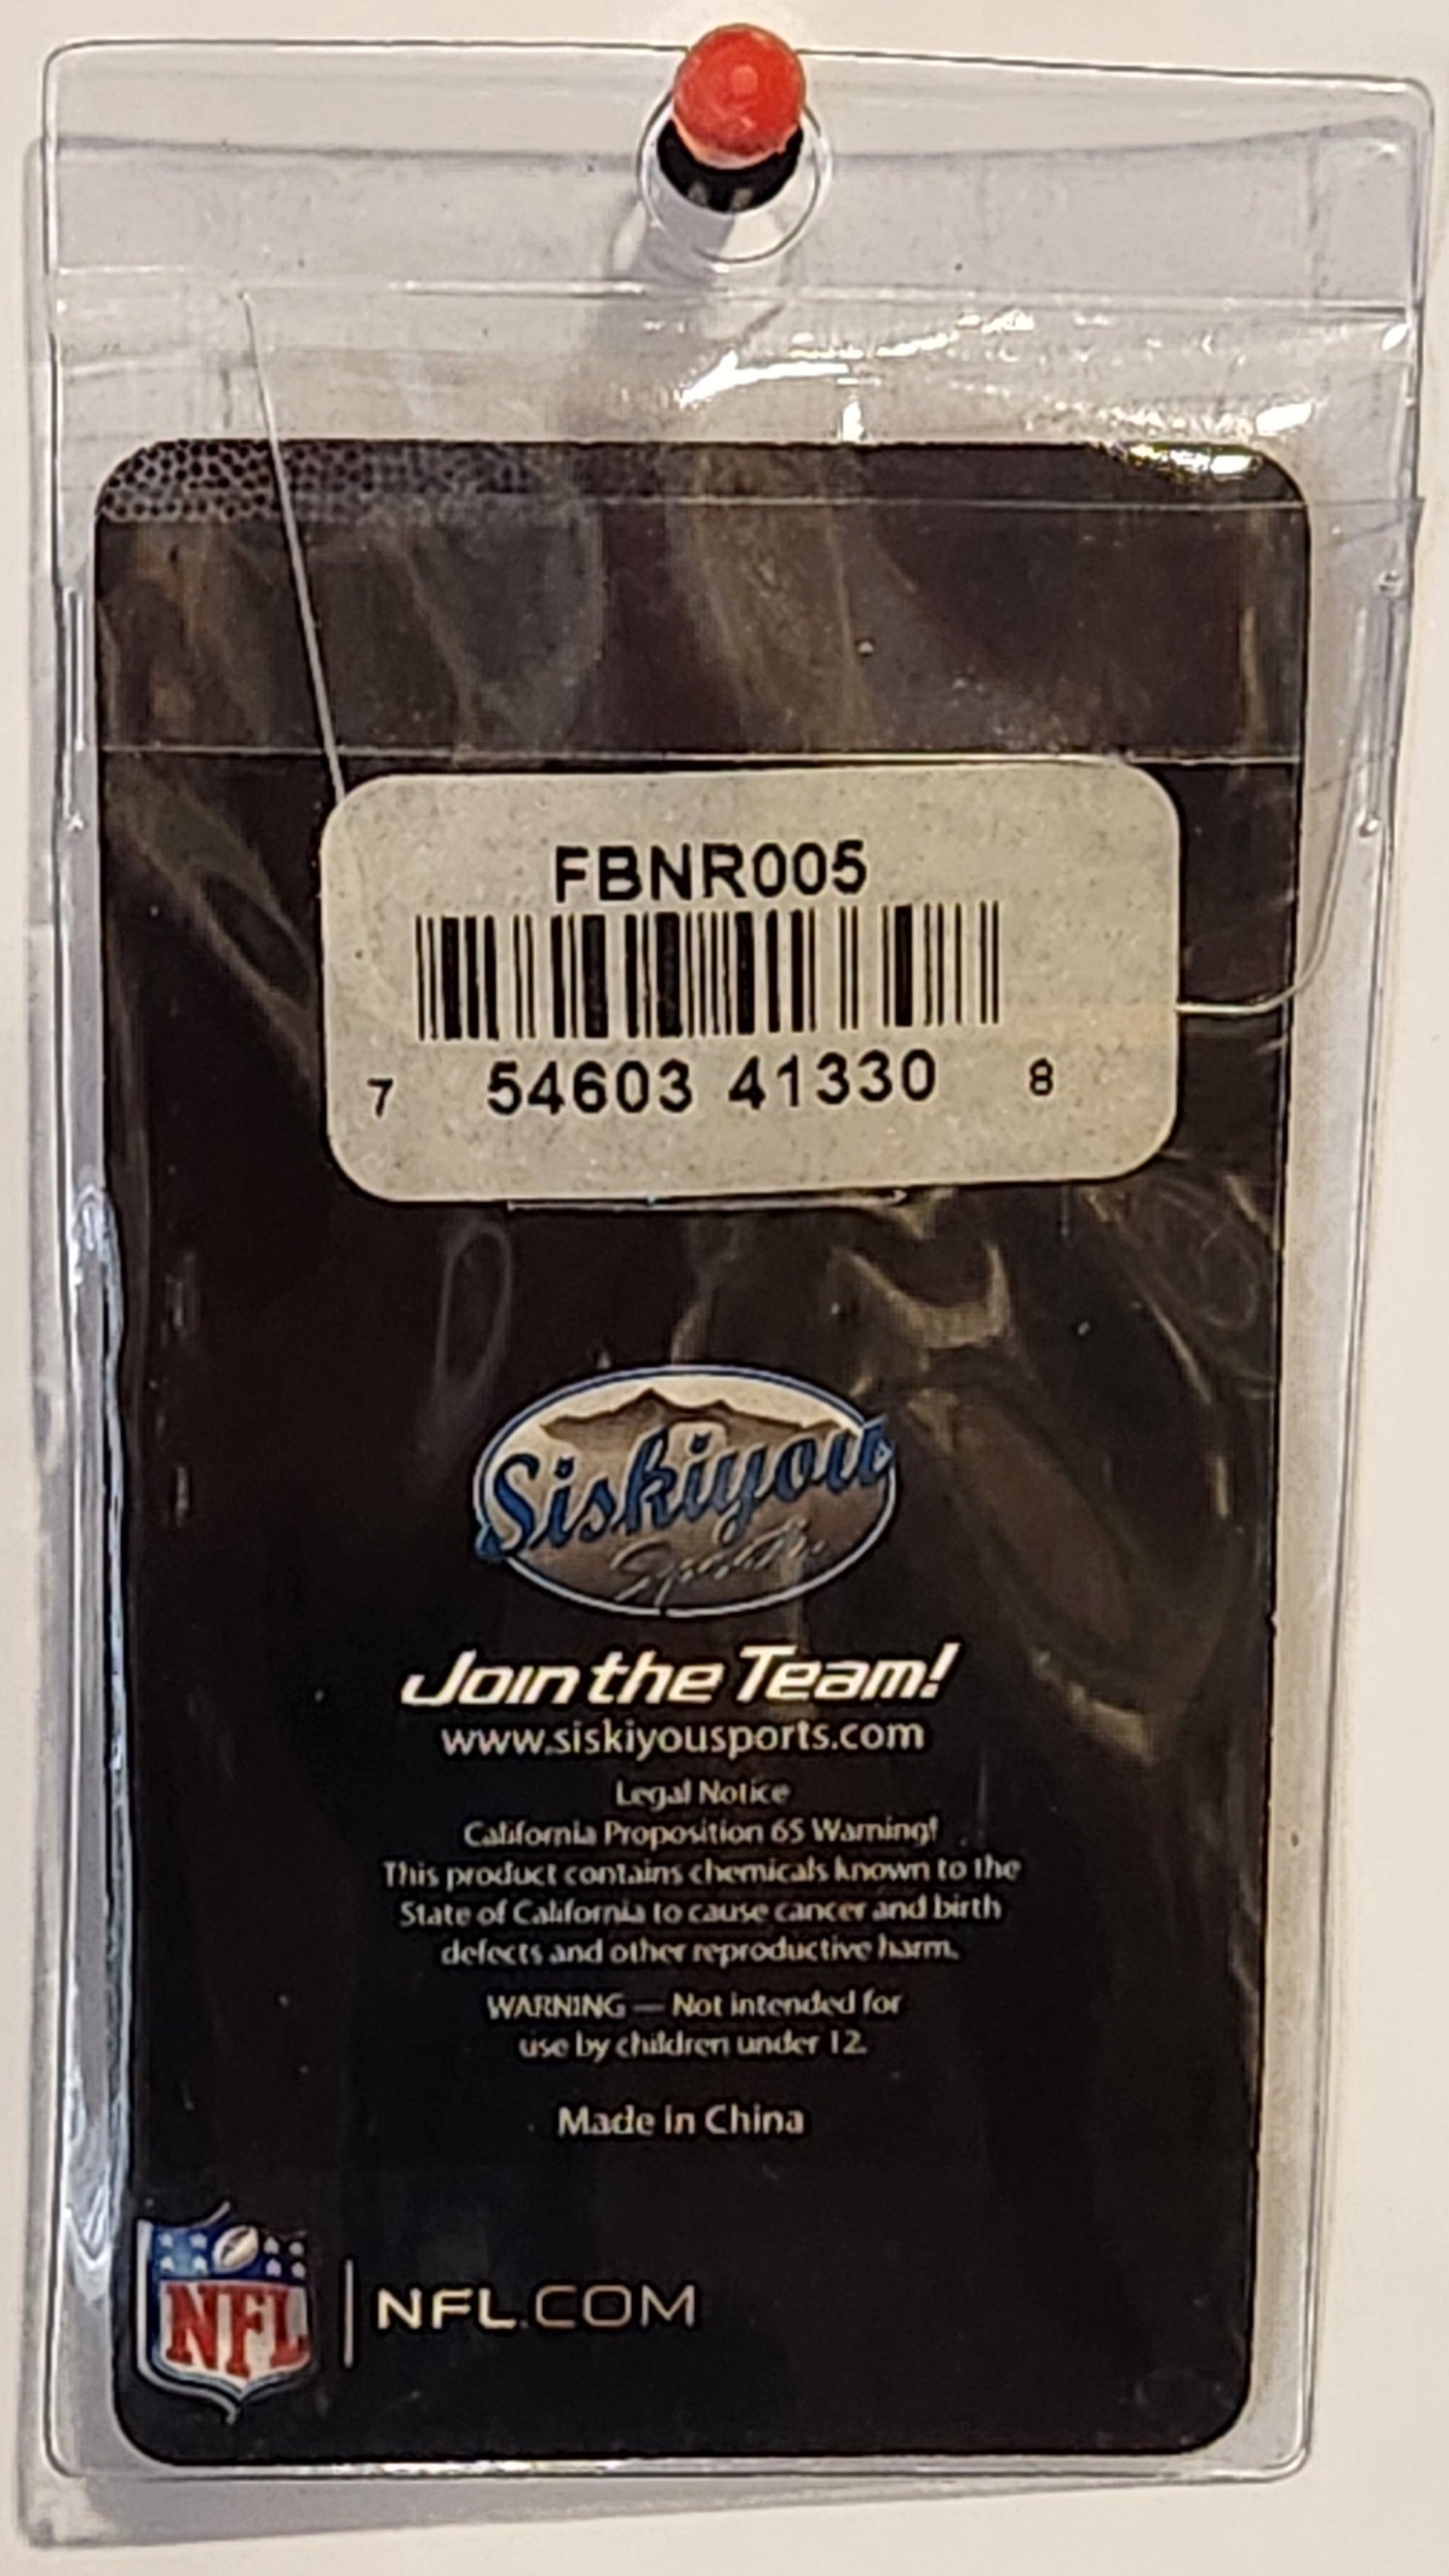 FBNR005
7 54603 41330 8
Siskiyou
Sports
Join the Team!
www.siskiyousports.com
Legal Notice
California Proposition 65 Warning!
This product contains chemicals known to the
State of California to cause cancer and birth
defects and other reproductive harm.
WARNING — Not intended for
use by children under 12.
Made in China
NFL | NFL.COM